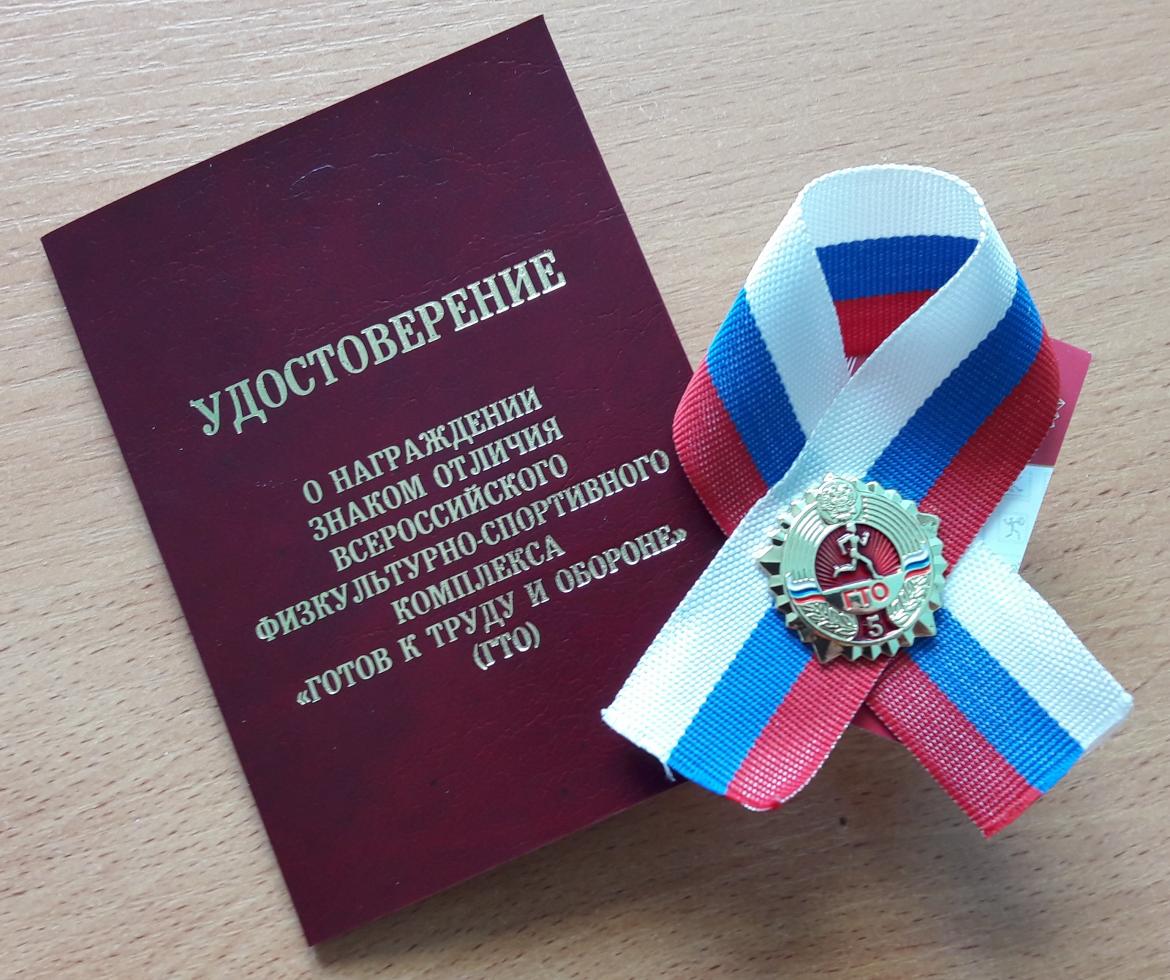 УДОСТОВЕРЕНИЕ
О НАГРАЖДЕНИИ
ЗНАКОМ ОТЛИЧИЯ
ВСЕРОССИЙСКОГО
ФИЗКУЛЬТУРНО-СПОРТИВНОГО
КОМПЛЕКСА
«ГОТОВ К ТРУДУ И ОБОРОНЕ»
(ГТО)
ГТО
5